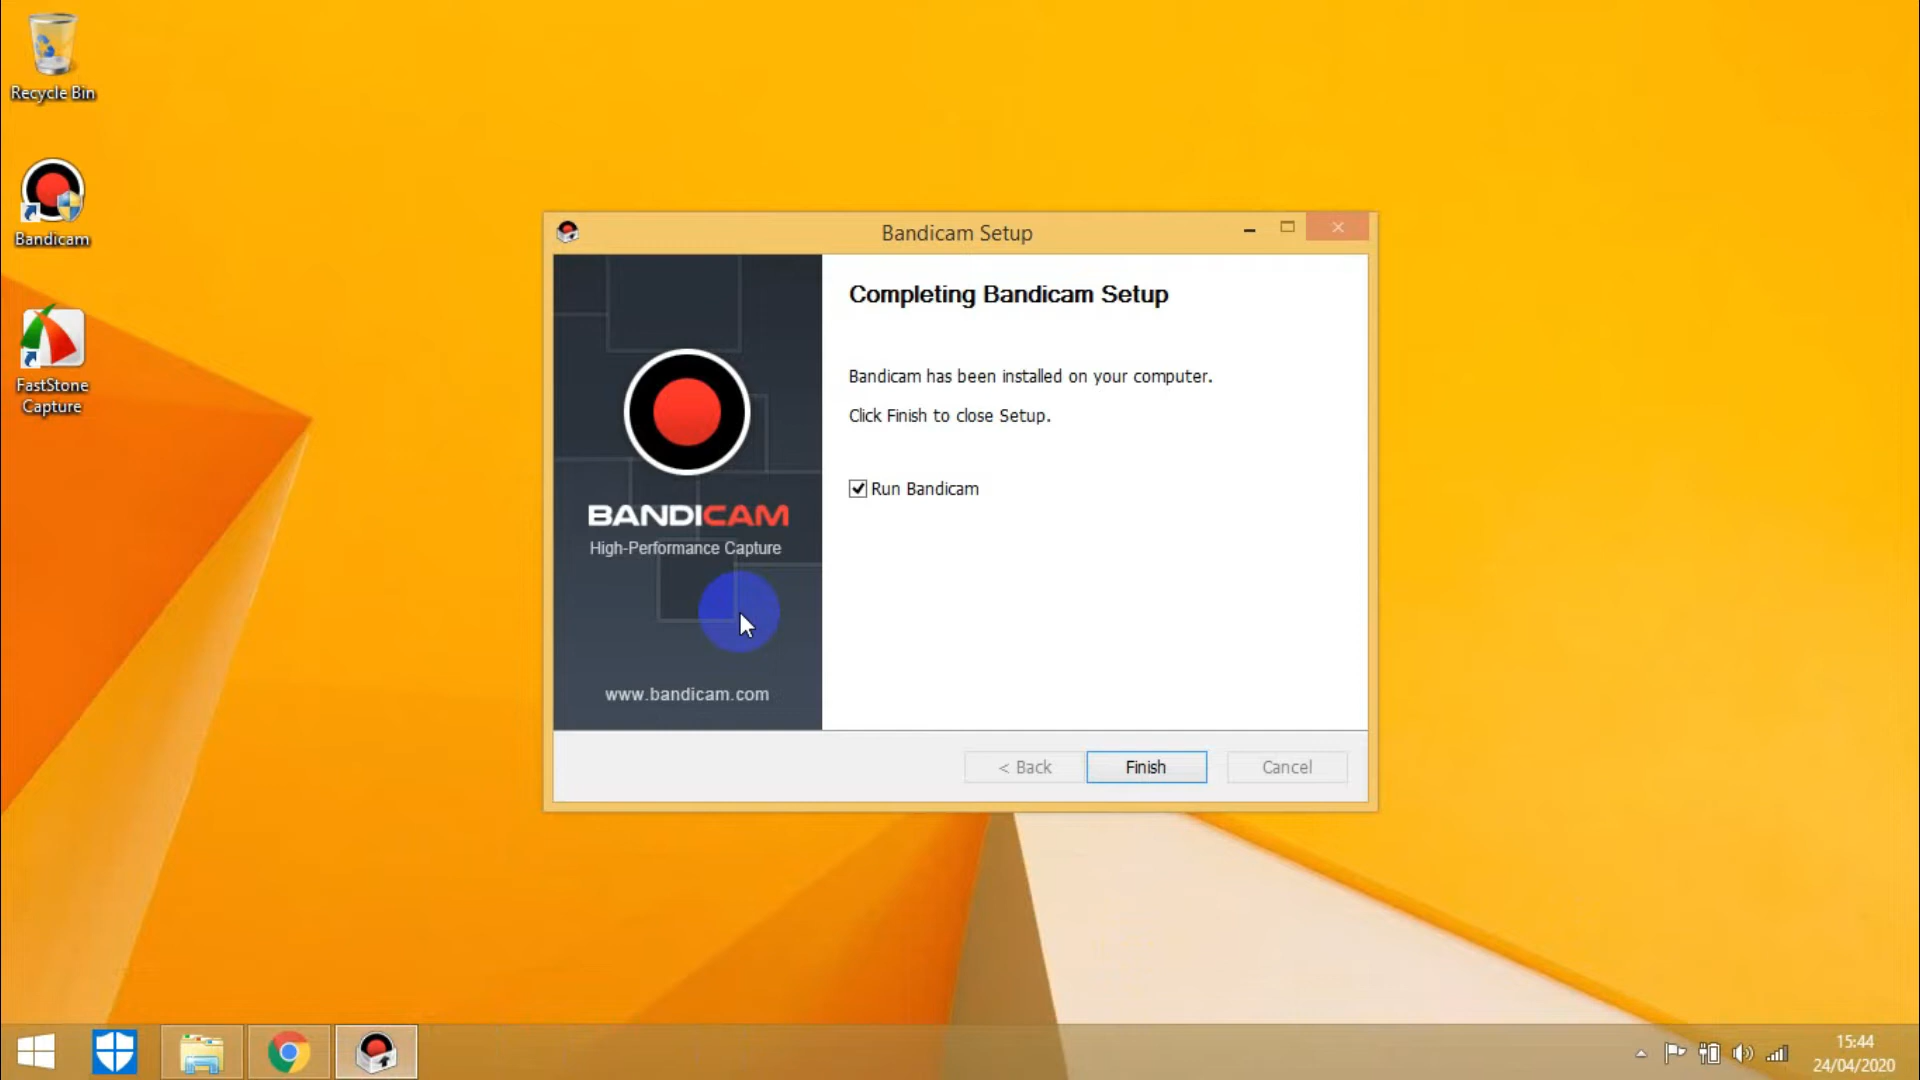 Recycle Bin
Bandicam
FastStone
Capture
Bandicam Setup
Completing Bandicam Setup
Bandicam has been installed on your computer.
Click Finish to close Setup.
Run Bandicam
BANDICAM
High-Performance Capture
www.bandicam.com
< Back
Finish
Cancel
15:44
24/04/2020